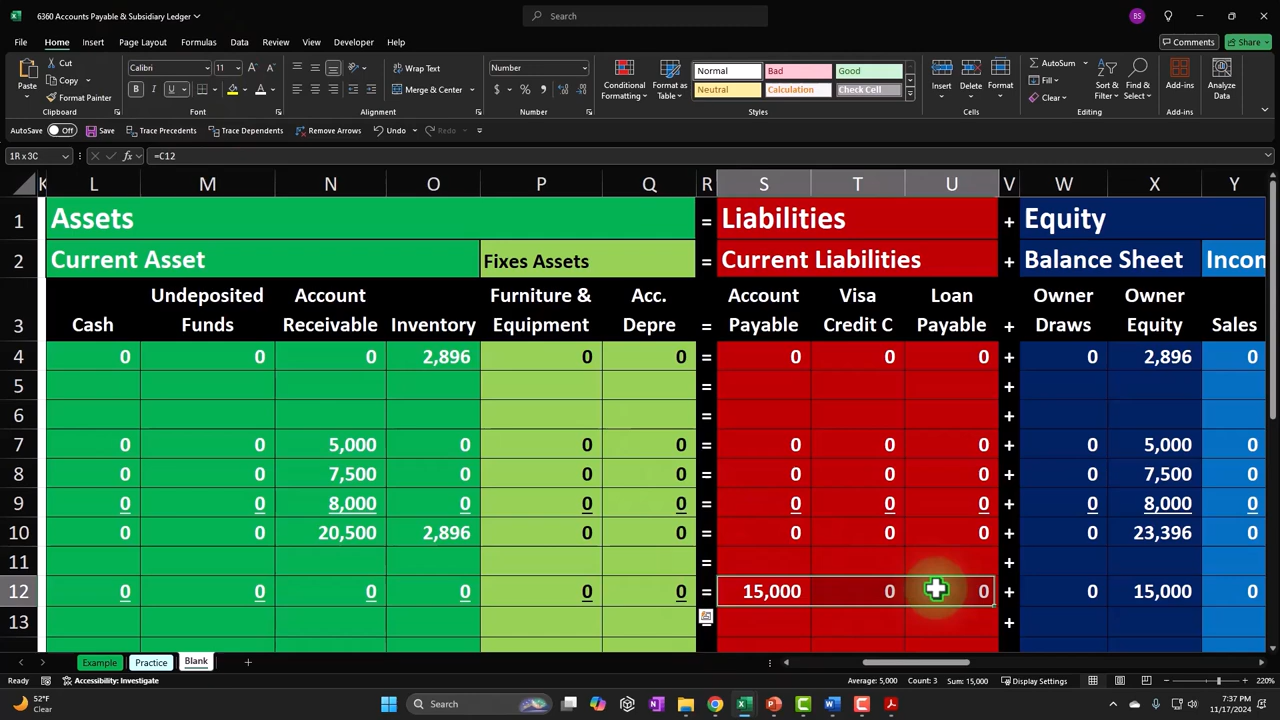 6360 Accounts Payable & Subsidiary Ledger
Search
BS
File Home Insert Page Layout Formulas Data Review View Developer Help
Comments Share
Paste Cut Copy Format Painter
Calibri 11
B I U
Wrap Text
Merge & Center
Number
$ % ,
Conditional Formatting Format as Table
Normal Bad Good
Neutral Calculation Check Cell
Insert Delete Format
AutoSum Fill Clear
Sort & Filter Find & Select
Add-ins
Analyze Data
Clipboard Font Alignment Number Styles Cells Editing Add-ins
AutoSave Off Save Trace Precedents Trace Dependents Remove Arrows Undo Redo
1R x 3C fx =C12
K L M N O P Q R S T U V W X Y
1 Assets = Liabilities + Equity
2 Current Asset Fixes Assets = Current Liabilities + Balance Sheet Incon
Undeposited Account Furniture & Acc. Account Visa Loan Owner Owner
3 Cash Funds Receivable Inventory Equipment Depre = Payable Credit C Payable + Draws Equity Sales
4 0 0 0 2,896 0 0 = 0 0 0 + 0 2,896 0
5 = +
6 = +
7 0 0 5,000 0 0 0 = 0 0 0 + 0 5,000 0
8 0 0 7,500 0 0 0 = 0 0 0 + 0 7,500 0
9 0 0 8,000 0 0 0 = 0 0 0 + 0 8,000 0
10 0 0 20,500 2,896 0 0 = 0 0 0 + 0 23,396 0
11 = +
12 0 0 0 0 0 0 = 15,000 0 0 + 0 15,000 0
13 = +
Example Practice Blank +
Ready Accessibility: Investigate Average: 5,000 Count: 3 Sum: 15,000 Display Settings 220%
52°F
Clear
Search
7:37 PM
11/17/2024